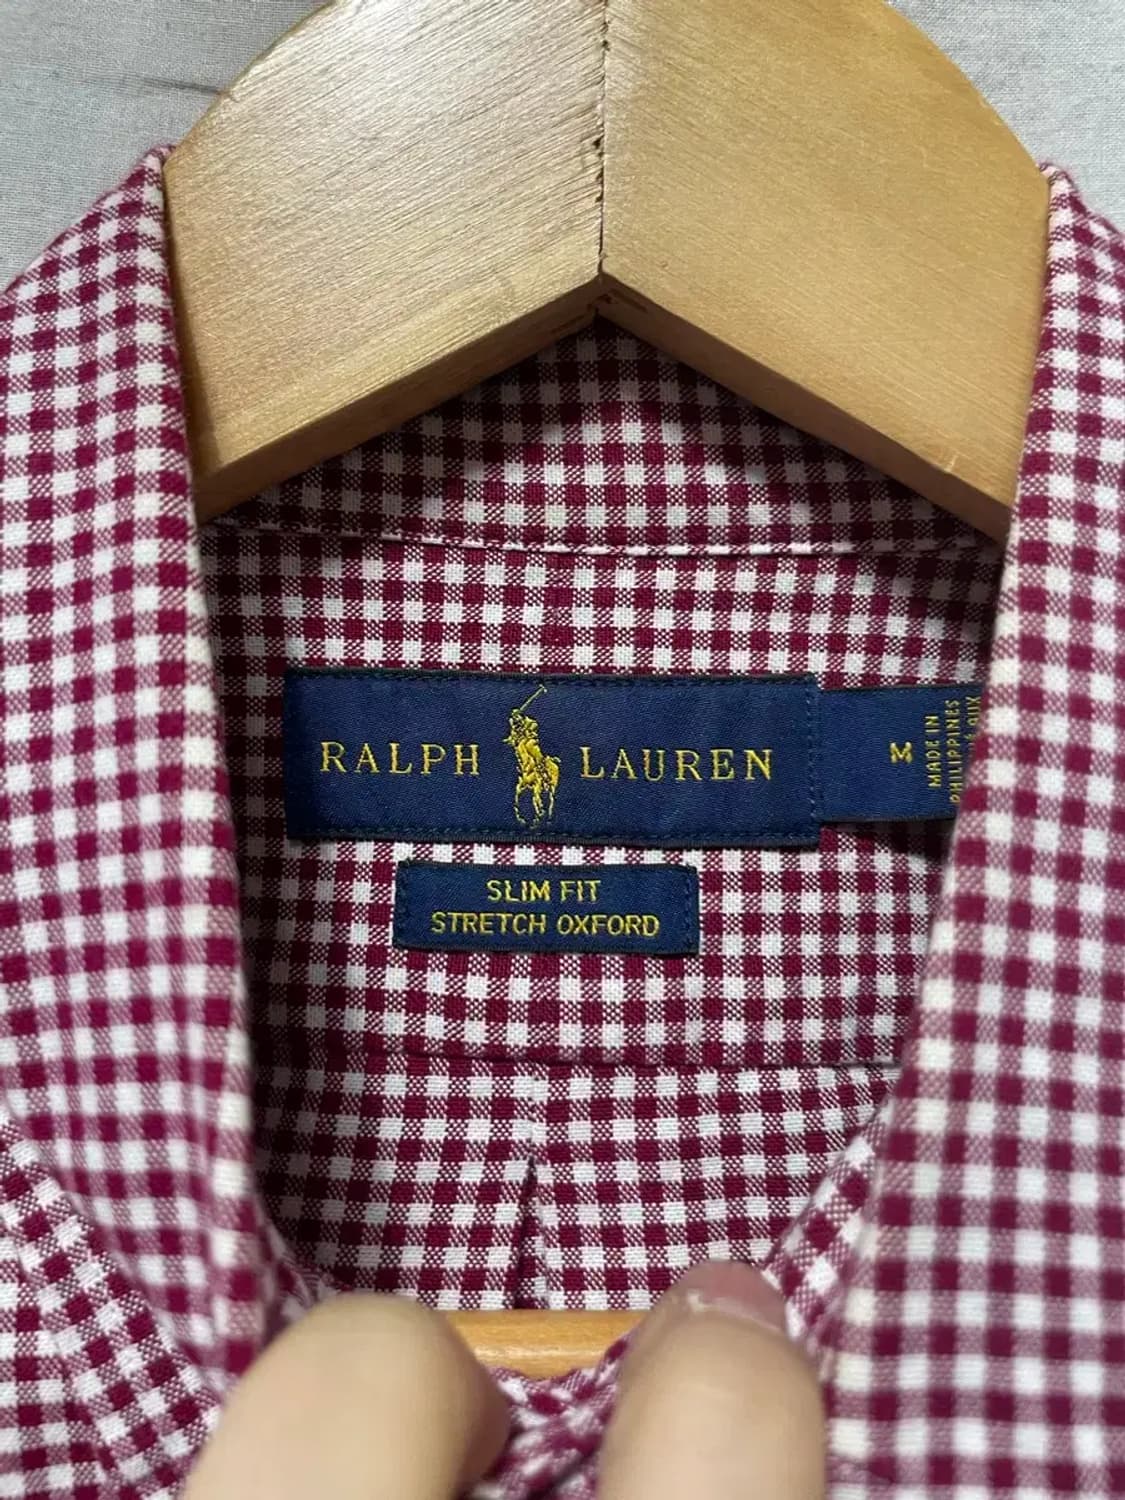 RALPH LAUREN
M
MADE IN
PHILIPPINES
SLIM FIT
STRETCH OXFORD